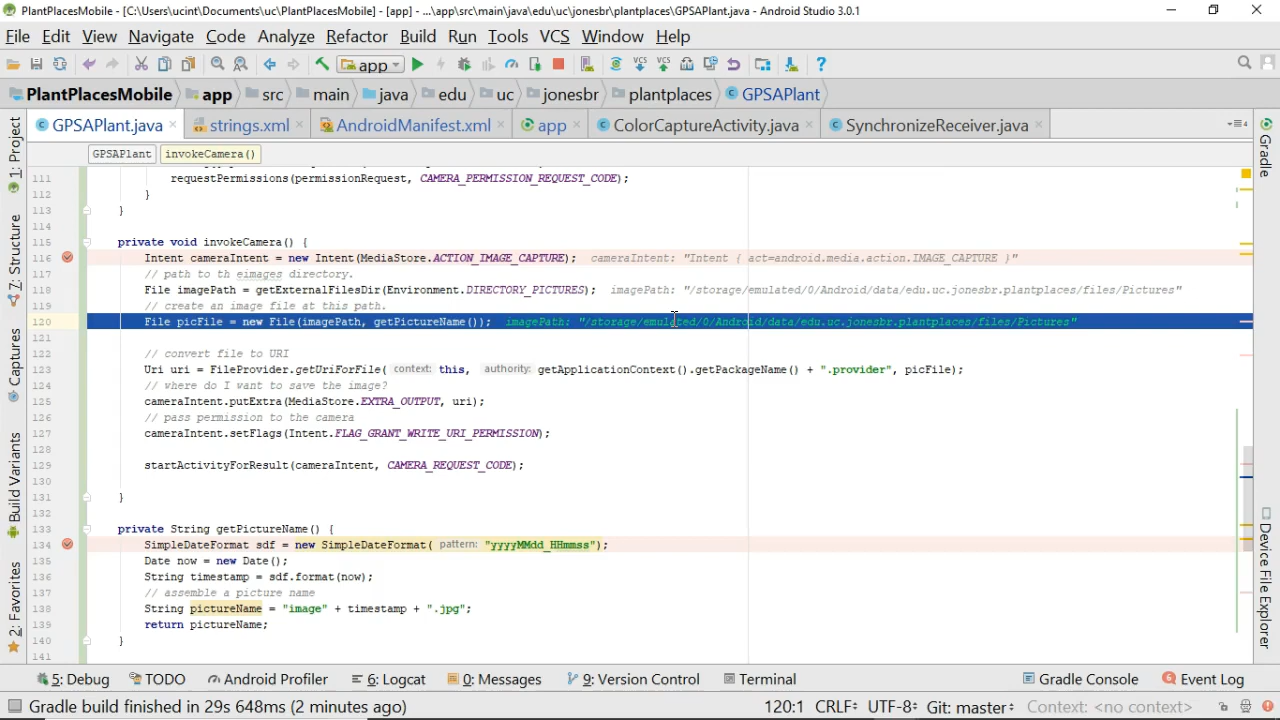 PlantPlacesMobile - [C:\Users\ucint\Documents\uc\PlantPlacesMobile] - [app] - ...\app\src\main\java\edu\uc\jonesbr\plantplaces\GPSAPlant.java - Android Studio 3.0.1
File Edit View Navigate Code Analyze Refactor Build Run Tools VCS Window Help
app
PlantPlacesMobile app src main java edu uc jonesbr plantplaces GPSAPlant
GPSAPlant.java strings.xml AndroidManifest.xml app ColorCaptureActivity.java SynchronizeReceiver.java
GPSAPlant invokeCamera()
111 requestPermissions(permissionRequest, CAMERA_PERMISSION_REQUEST_CODE);
112 }
113 }
114
115 private void invokeCamera() {
116 Intent cameraIntent = new Intent(MediaStore.ACTION_IMAGE_CAPTURE); cameraIntent: "Intent { act=android.media.action.IMAGE_CAPTURE }"
117 // path to th eimages directory.
118 File imagePath = getExternalFilesDir(Environment.DIRECTORY_PICTURES); imagePath: "/storage/emulated/0/Android/data/edu.uc.jonesbr.plantplaces/files/Pictures"
119 // create an image file at this path.
120 File picFile = new File(imagePath, getPictureName()); imagePath: "/storage/emulated/0/Android/data/edu.uc.jonesbr.plantplaces/files/Pictures"
121
122 // convert file to URI
123 Uri uri = FileProvider.getUriForFile( context: this, authority: getApplicationContext().getPackageName() + ".provider", picFile);
124 // where do I want to save the image?
125 cameraIntent.putExtra(MediaStore.EXTRA_OUTPUT, uri);
126 // pass permission to the camera
127 cameraIntent.setFlags(Intent.FLAG_GRANT_WRITE_URI_PERMISSION);
128
129 startActivityForResult(cameraIntent, CAMERA_REQUEST_CODE);
130
131 }
132
133 private String getPictureName() {
134 SimpleDateFormat sdf = new SimpleDateFormat( pattern: "yyyyMMdd_HHmmss");
135 Date now = new Date();
136 String timestamp = sdf.format(now);
137 // assemble a picture name
138 String pictureName = "image" + timestamp + ".jpg";
139 return pictureName;
140 }
141
1: Project
7: Structure
Captures
Build Variants
2: Favorites
Gradle
Device File Explorer
5: Debug TODO Android Profiler 6: Logcat 0: Messages 9: Version Control Terminal Gradle Console Event Log
Gradle build finished in 29s 648ms (2 minutes ago) 120:1 CRLF UTF-8 Git: master Context: <no context>